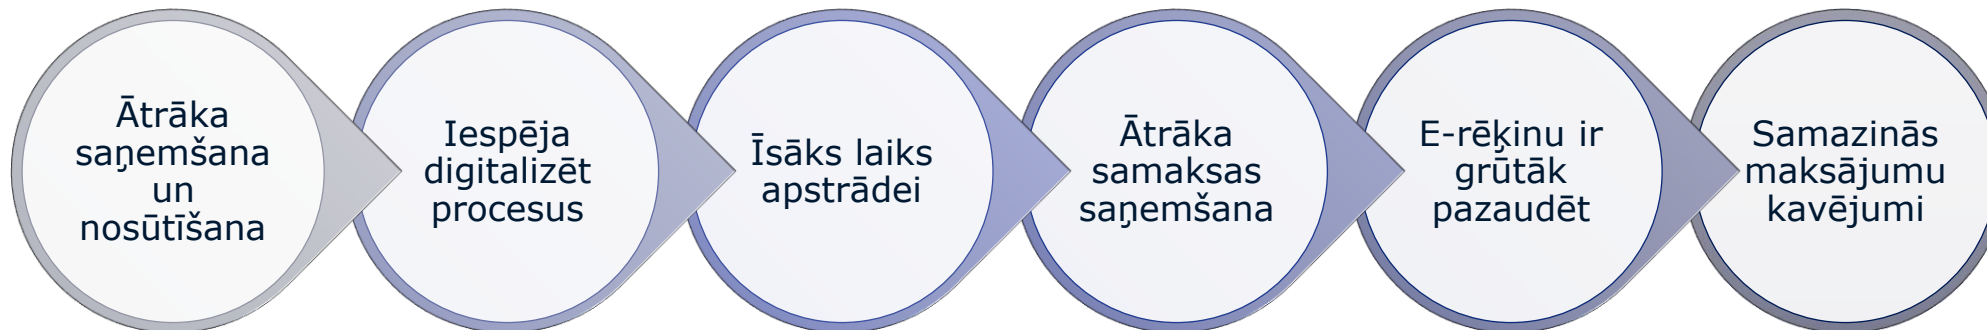 Ātrāka
saņemšana
un
nosūtīšana
Iespēja
digitalizēt
procesus
Īsāks laiks
apstrādei
Ātrāka
samaksas
saņemšana
E-rēķinu ir
grūtāk
pazaudēt
Samazinās
maksājumu
kavējumi